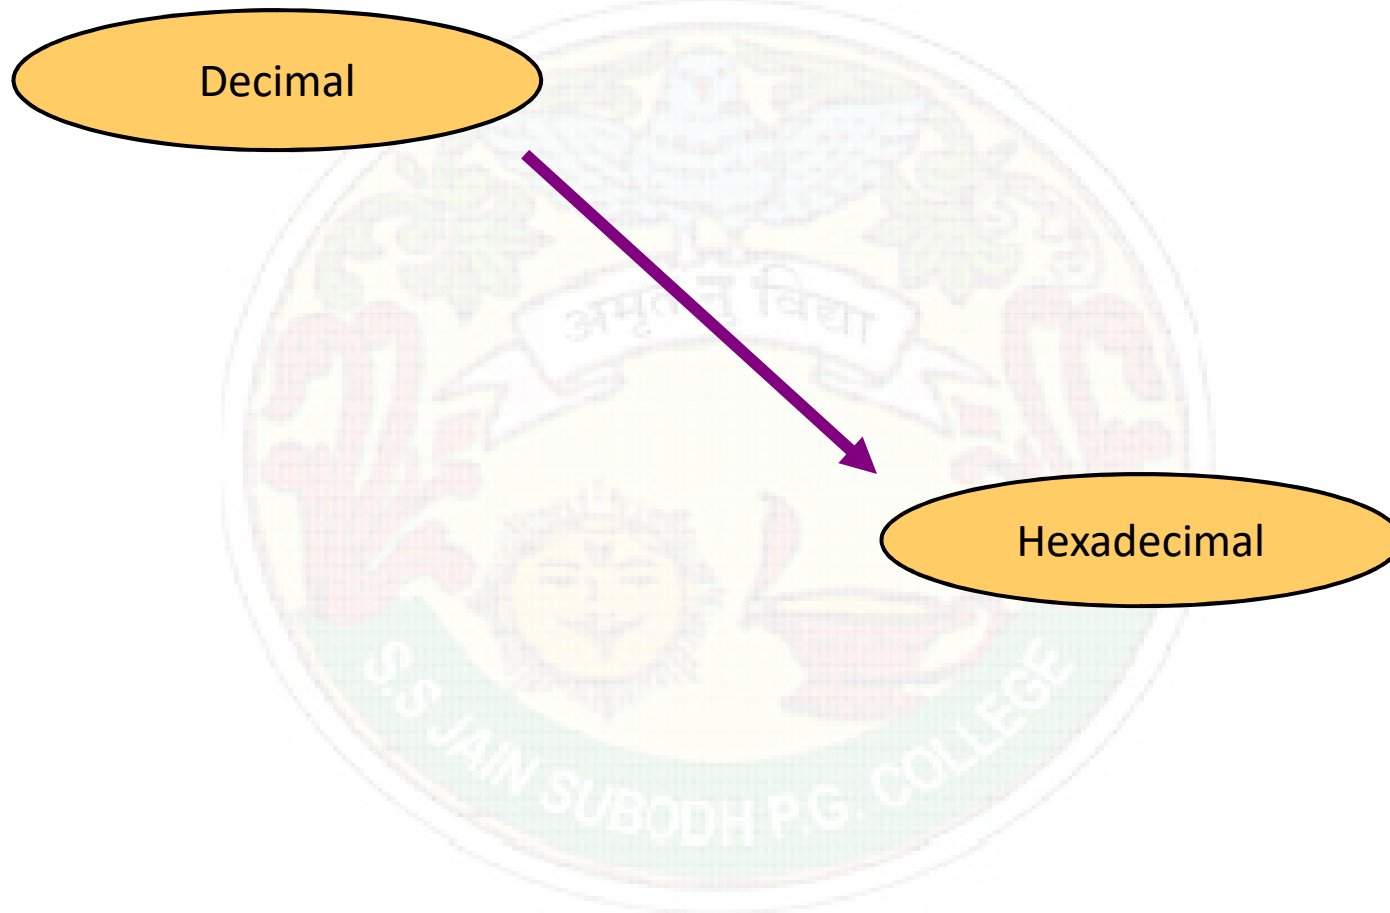 Decimal
विद्या
Hexadecimal
S.S. JAIN SUBODH P.G. COLLEGE